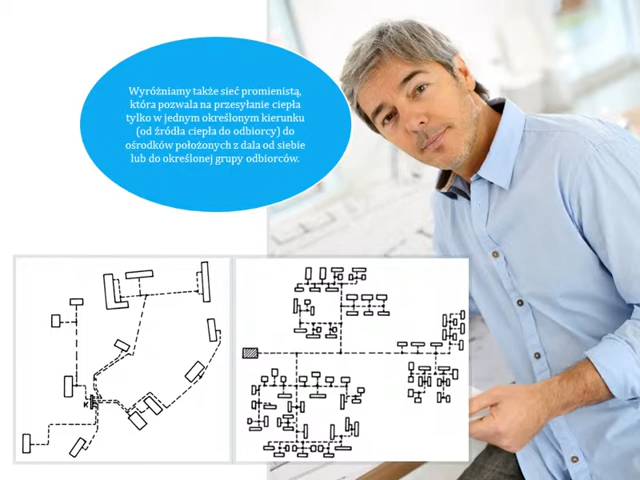 Wyróżniamy także sieć promienistą,
która pozwala na przesyłanie ciepła
tylko w jednym określonym kierunku
(od źródła ciepła do odbiorcy) do
ośrodków położonych z dala od siebie
lub do określonej grupy odbiorców.
K